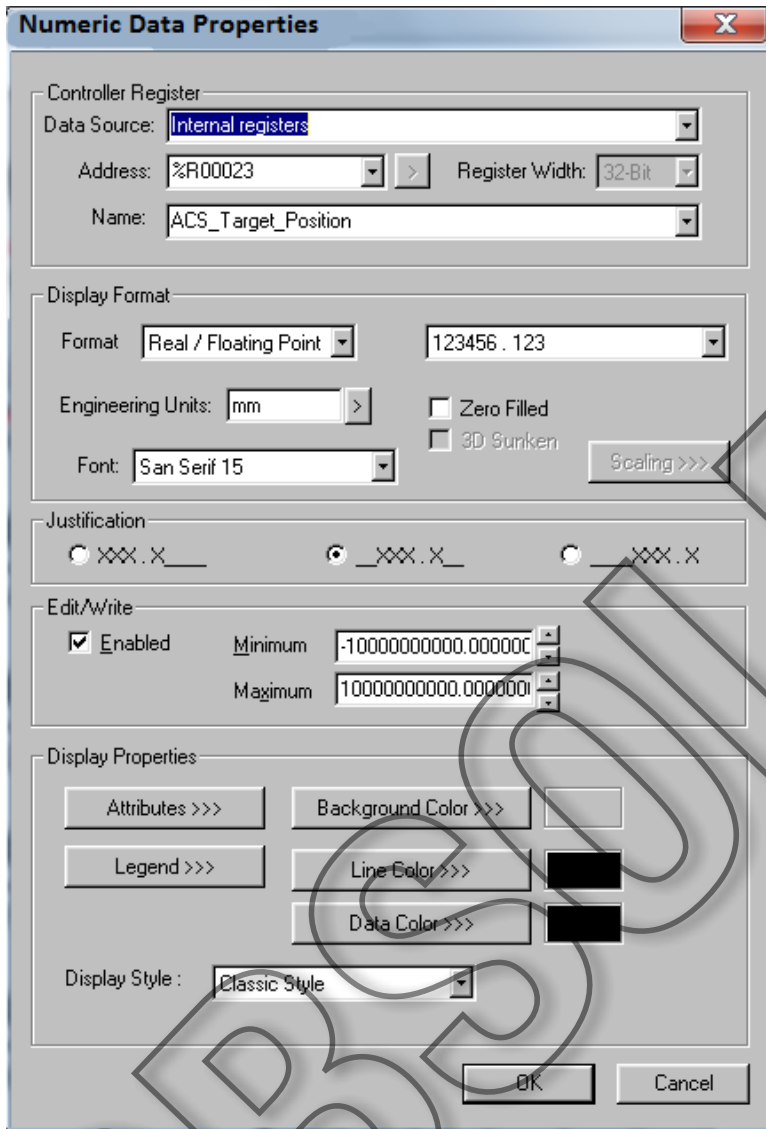 Numeric Data Properties
Controller Register
Data Source: Internal registers
Address: %R00023 > Register Width: 32-Bit
Name: ACS_Target_Position
Display Format
Format Real / Floating Point 123456 . 123
Engineering Units: mm > Zero Filled
3D Sunken
Font: San Serif 15 Scaling >>>
Justification
XXX . X____ __XXX . X__ ____XXX . X
Edit/Write
Enabled Minimum -10000000000.000000
Maximum 10000000000.0000000
Display Properties
Attributes >>> Background Color >>>
Legend >>> Line Color >>>
Data Color >>>
Display Style : Classic Style
OK Cancel